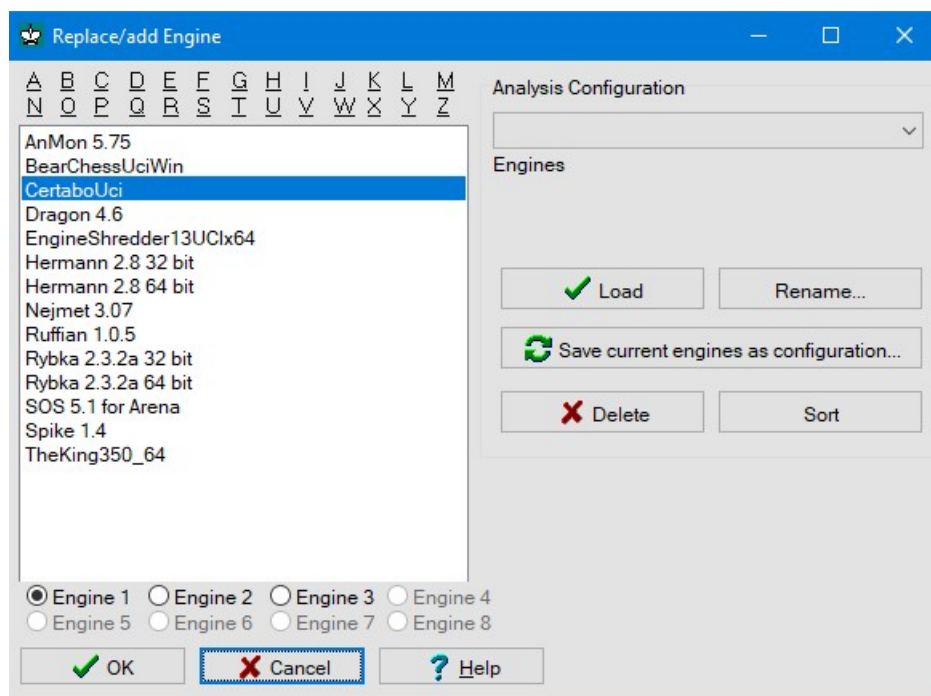 Replace/add Engine
A B C D E F G H I J K L M
N O P Q R S T U V W X Y Z
AnMon 5.75
BearChessUciWin
CertaboUci
Dragon 4.6
EngineShredder13UCIx64
Hermann 2.8 32 bit
Hermann 2.8 64 bit
Nejmet 3.07
Ruffian 1.0.5
Rybka 2.3.2a 32 bit
Rybka 2.3.2a 64 bit
SOS 5.1 for Arena
Spike 1.4
TheKing350_64
Engine 1 Engine 2 Engine 3 Engine 4
Engine 5 Engine 6 Engine 7 Engine 8
OK Cancel Help
Analysis Configuration
Engines
Load Rename...
Save current engines as configuration...
Delete Sort